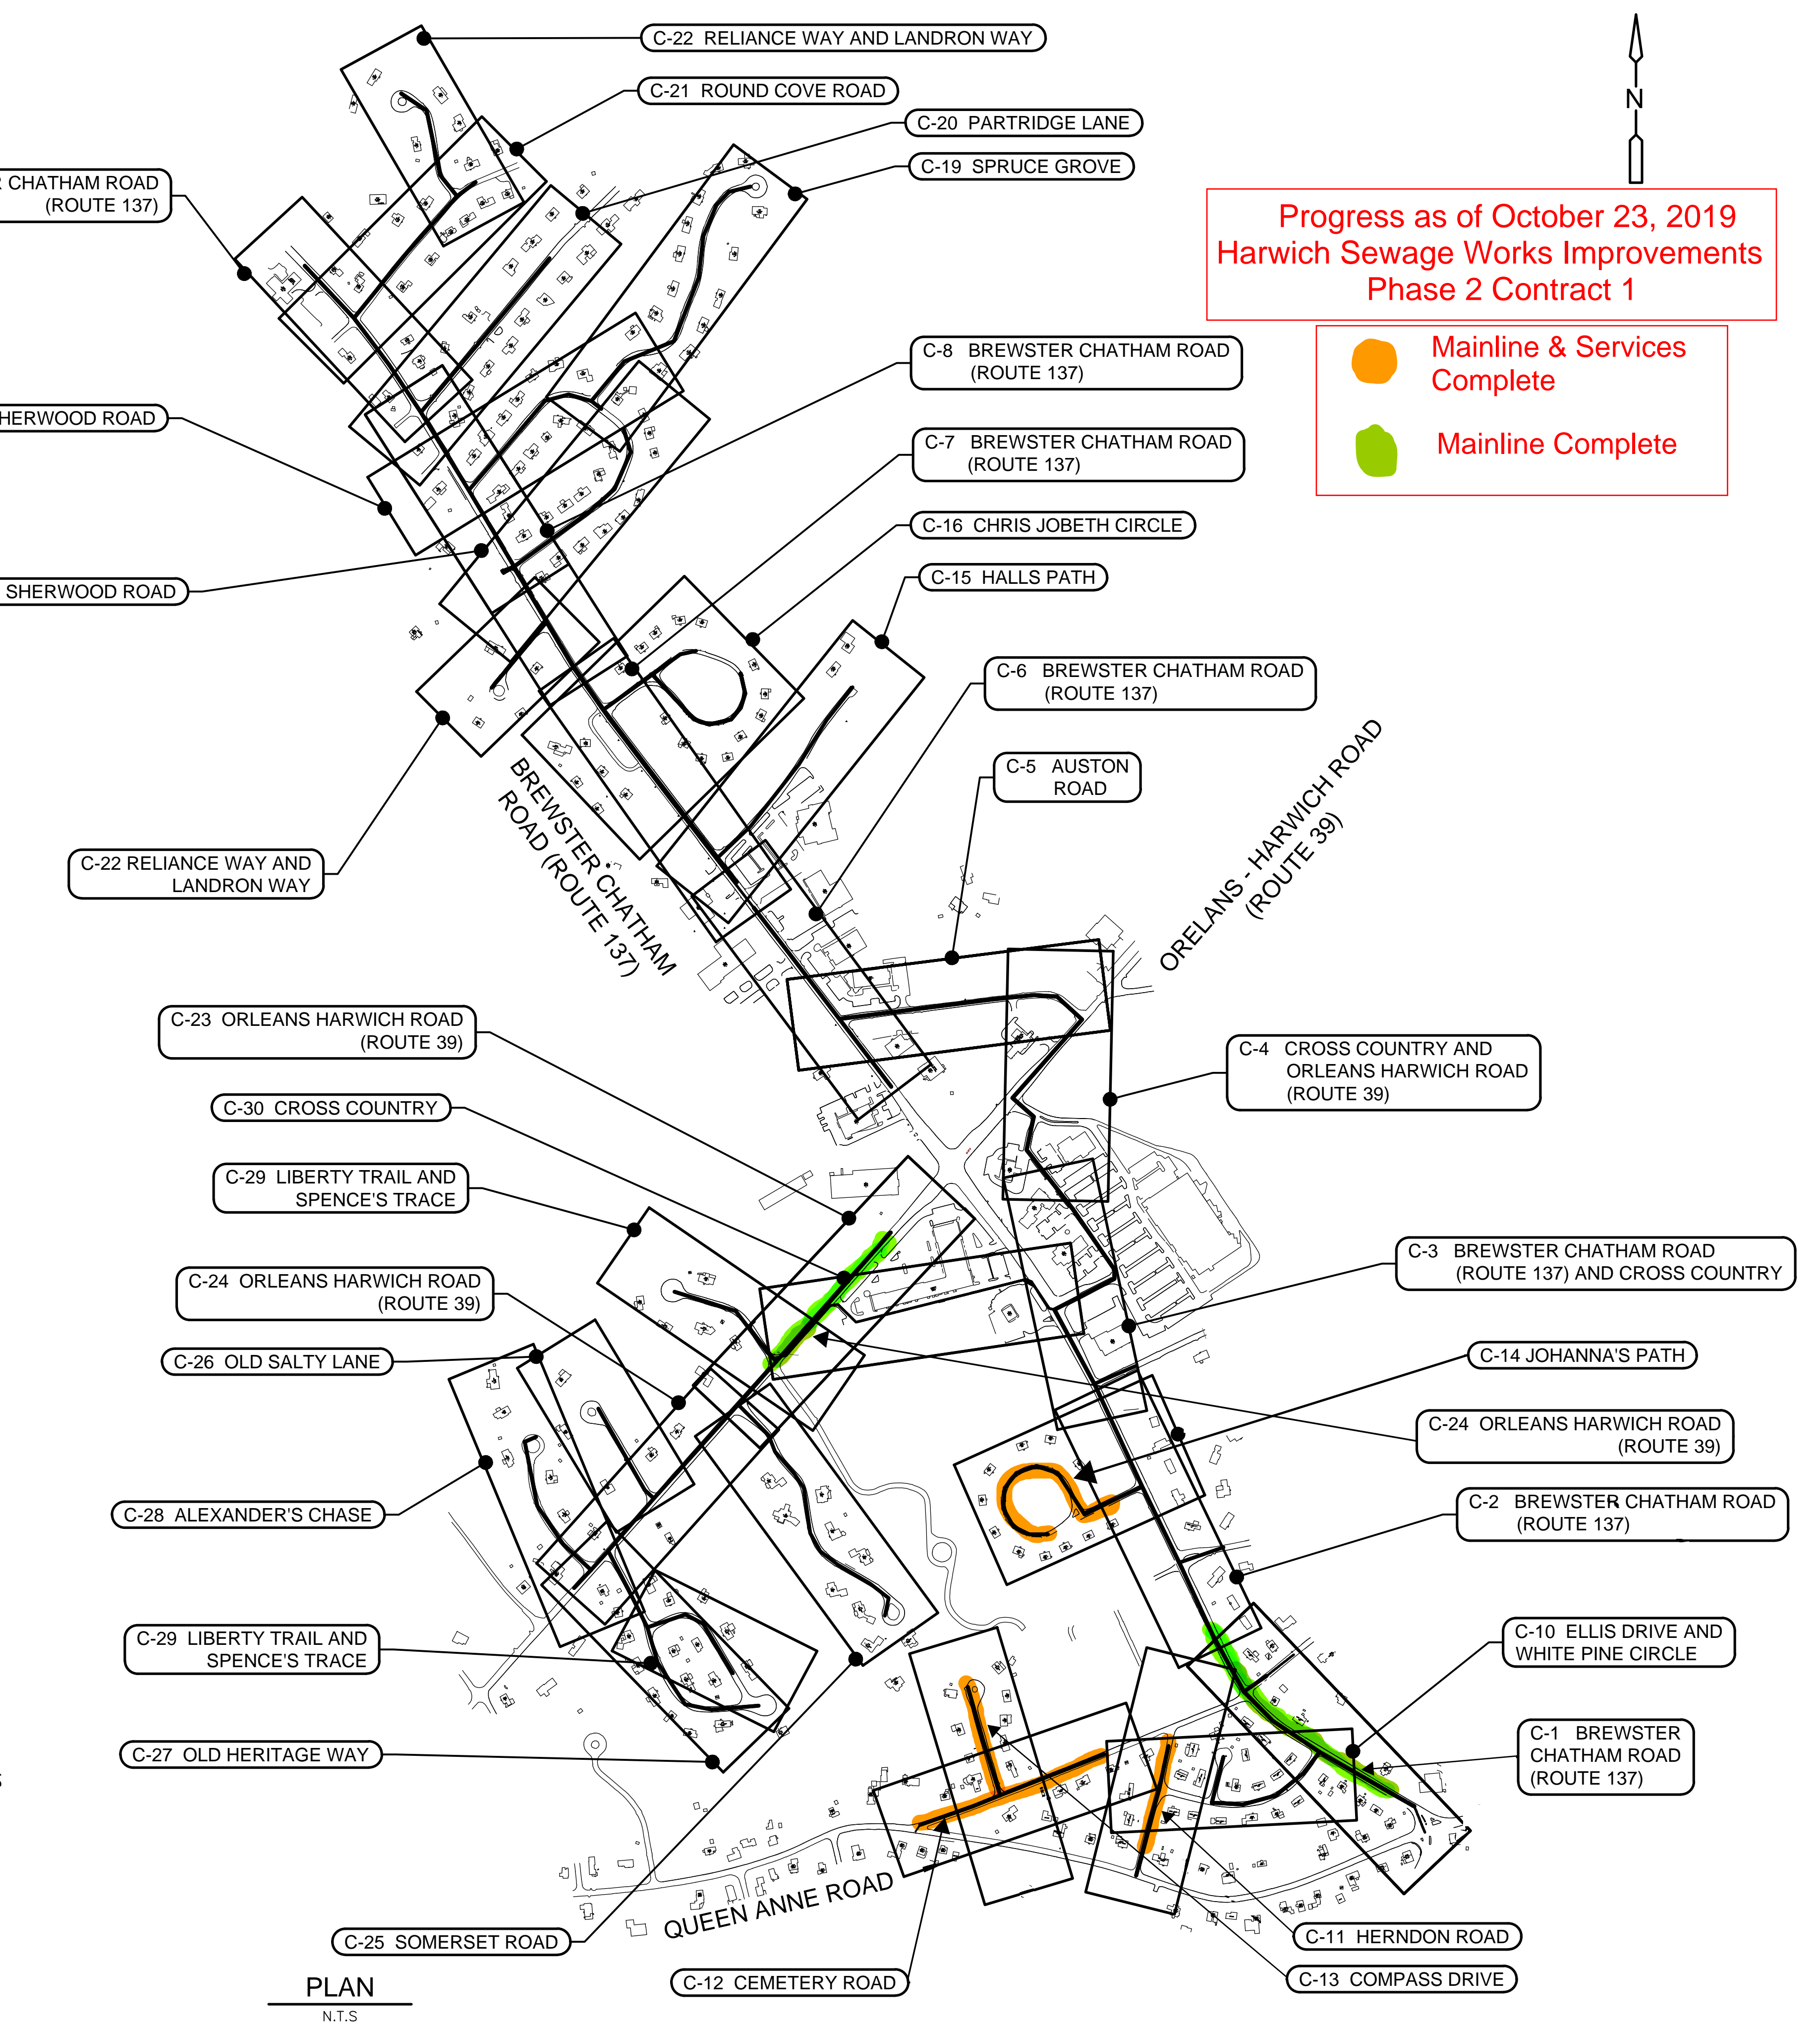 C-22 RELIANCE WAY AND LANDRON WAY
C-21 ROUND COVE ROAD
C-20 PARTRIDGE LANE
C-19 SPRUCE GROVE
N
CHATHAM ROAD
(ROUTE 137)
Progress as of October 23, 2019
Harwich Sewage Works Improvements
Phase 2 Contract 1
Mainline & Services
Complete
Mainline Complete
C-8 BREWSTER CHATHAM ROAD
(ROUTE 137)
HERWOOD ROAD
C-7 BREWSTER CHATHAM ROAD
(ROUTE 137)
C-16 CHRIS JOBETH CIRCLE
C-15 HALLS PATH
SHERWOOD ROAD
C-6 BREWSTER CHATHAM ROAD
(ROUTE 137)
C-5 AUSTON
ROAD
BREWSTER CHATHAM
ROAD (ROUTE 137)
ORELANS - HARWICH ROAD
(ROUTE 39)
C-22 RELIANCE WAY AND
LANDRON WAY
C-23 ORLEANS HARWICH ROAD
(ROUTE 39)
C-4 CROSS COUNTRY AND
ORLEANS HARWICH ROAD
(ROUTE 39)
C-30 CROSS COUNTRY
C-29 LIBERTY TRAIL AND
SPENCE'S TRACE
C-3 BREWSTER CHATHAM ROAD
(ROUTE 137) AND CROSS COUNTRY
C-24 ORLEANS HARWICH ROAD
(ROUTE 39)
C-26 OLD SALTY LANE
C-14 JOHANNA'S PATH
C-24 ORLEANS HARWICH ROAD
(ROUTE 39)
C-28 ALEXANDER'S CHASE
C-2 BREWSTER CHATHAM ROAD
(ROUTE 137)
C-29 LIBERTY TRAIL AND
SPENCE'S TRACE
C-10 ELLIS DRIVE AND
WHITE PINE CIRCLE
C-27 OLD HERITAGE WAY
C-1 BREWSTER
CHATHAM ROAD
(ROUTE 137)
QUEEN ANNE ROAD
C-25 SOMERSET ROAD
C-11 HERNDON ROAD
C-12 CEMETERY ROAD
C-13 COMPASS DRIVE
PLAN
N.T.S